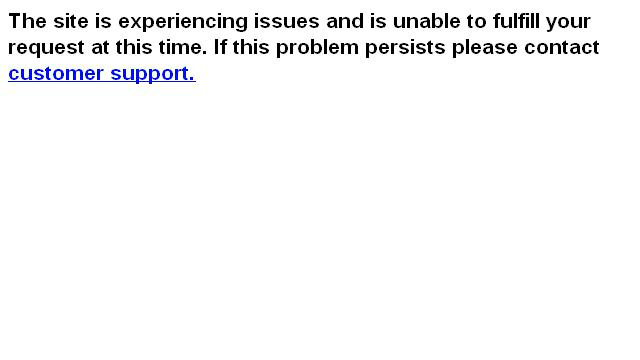 The site is experiencing issues and is unable to fulfill your
request at this time. If this problem persists please contact
customer support.